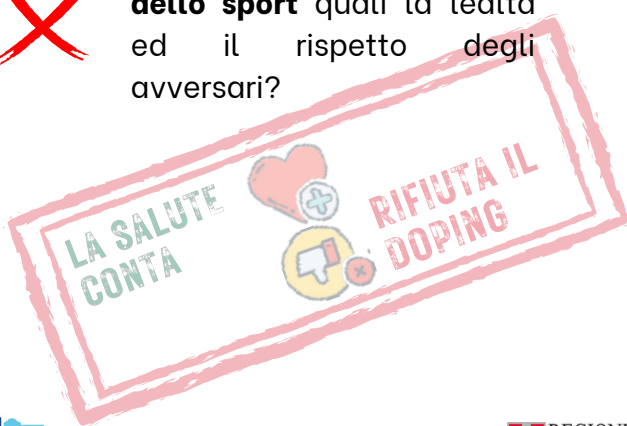 dello sport quali la lealtà
ed il rispetto degli
avversari?
LA SALUTE
CONTA
RIFIUTA IL
DOPING